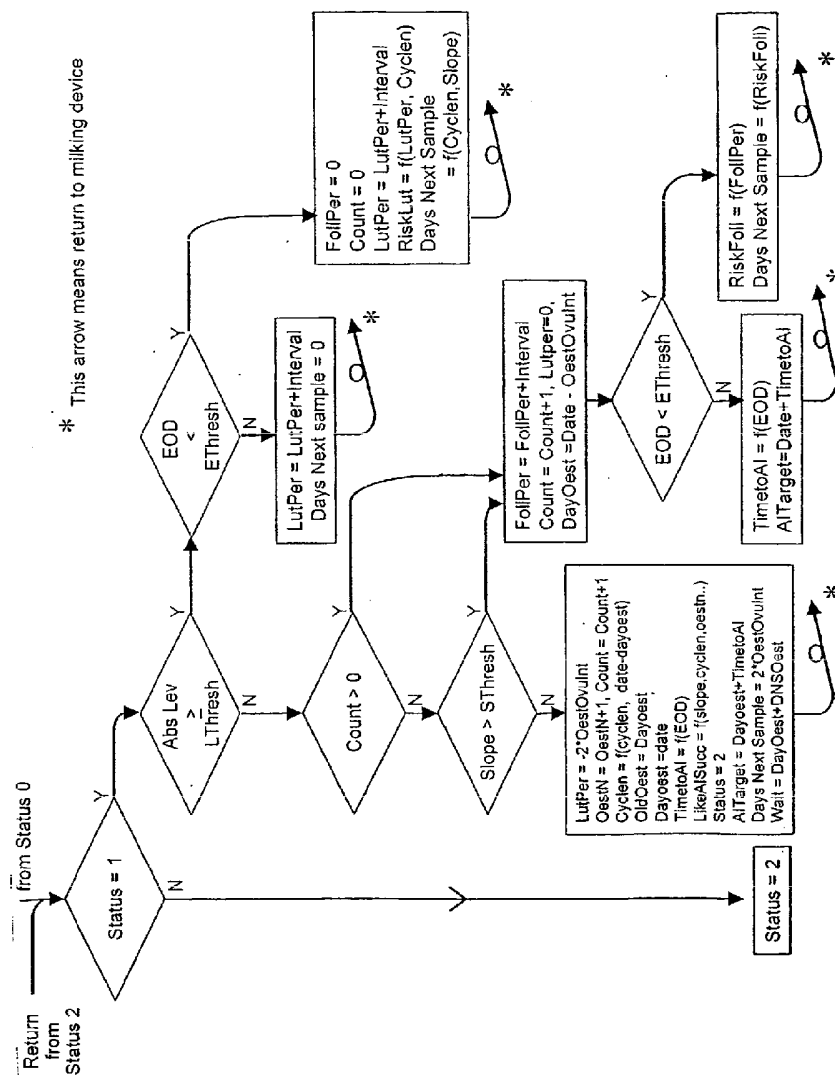 Return
from
Status 2
from Status 0
* This arrow means return to milking device
Status = 1
Y
N
Abs Lev
≥
LThresh
Y
N
EOD
<
EThresh
Y
N
FollPer = 0
Count = 0
LutPer = LutPer+Interval
RiskLut = f(LutPer, Cyclen)
Days Next Sample
= f(Cyclen,Slope)
*
LutPer = LutPer+Interval
Days Next sample = 0
*
Count > 0
Y
N
Slope > SThresh
Y
N
FollPer = FollPer+Interval
Count = Count+1, Lutper=0,
DayOest =Date - OestOvuInt
EOD < EThresh
Y
N
RiskFoll = f(FollPer)
Days Next Sample = f(RiskFoll)
*
TimetoAI = f(EOD)
AITarget=Date+TimetoAI
*
LutPer = -2*OestOvuInt
OestN = OestN+1, Count = Count+1
Cyclen = f(cyclen, date-dayoest)
OldOest = Dayoest,
Dayoest =date
TimetoAI = f(EOD)
LikeAISucc = f(slope,cyclen,oestn..)
Status = 2
AITarget = Dayoest+TimetoAI
Days Next Sample = 2*OestOvuInt
Wait = DayOest+DNSOest
*
Status = 2